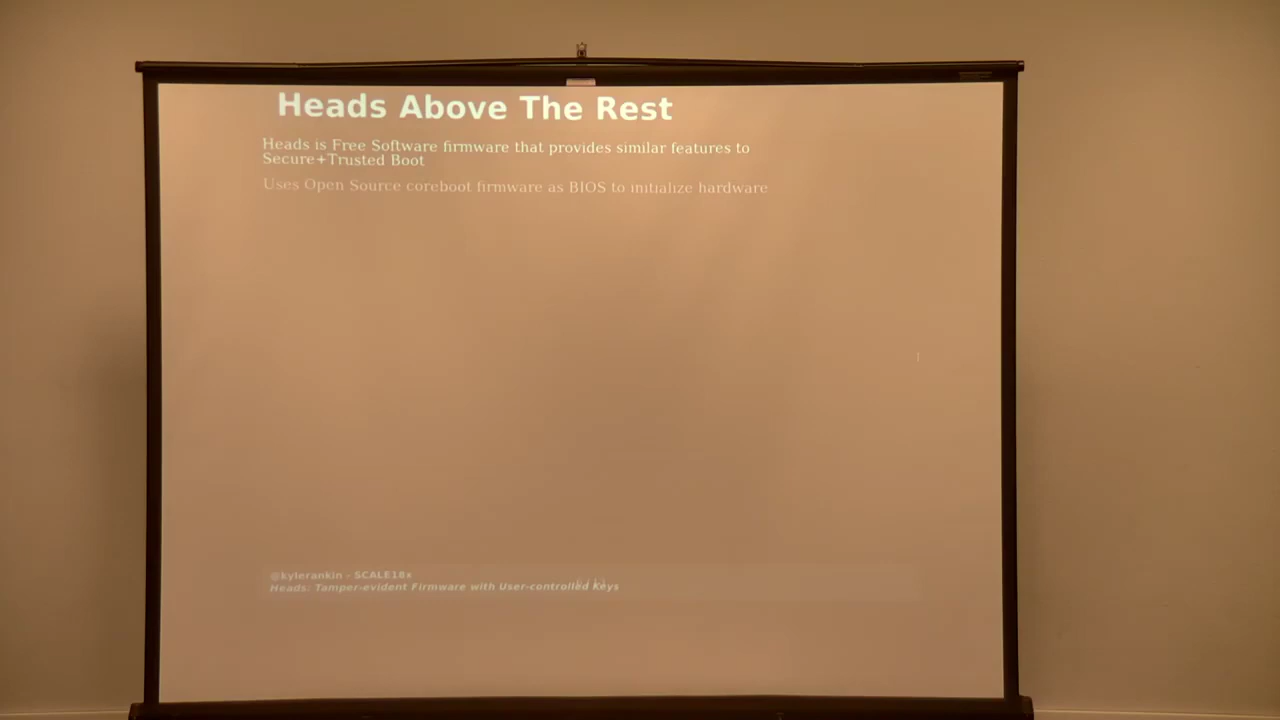 Heads Above The Rest
Heads is Free Software firmware that provides similar features to
Secure+Trusted Boot
Uses Open Source coreboot firmware as BIOS to initialize hardware
@kylerankin - SCALE18x
Heads: Tamper-evident Firmware with User-controlled Keys